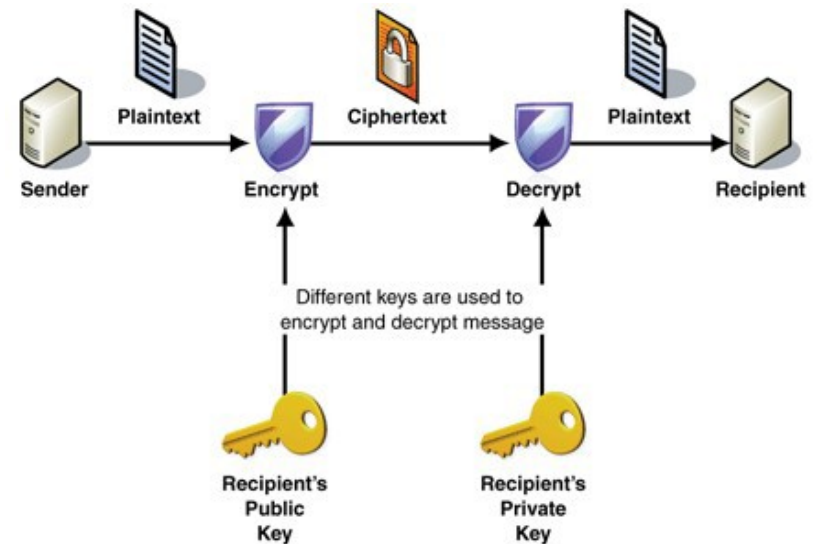 Plaintext
Ciphertext
Plaintext
Sender
Encrypt
Decrypt
Recipient
Different keys are used to
encrypt and decrypt message
Recipient's
Public
Key
Recipient's
Private
Key